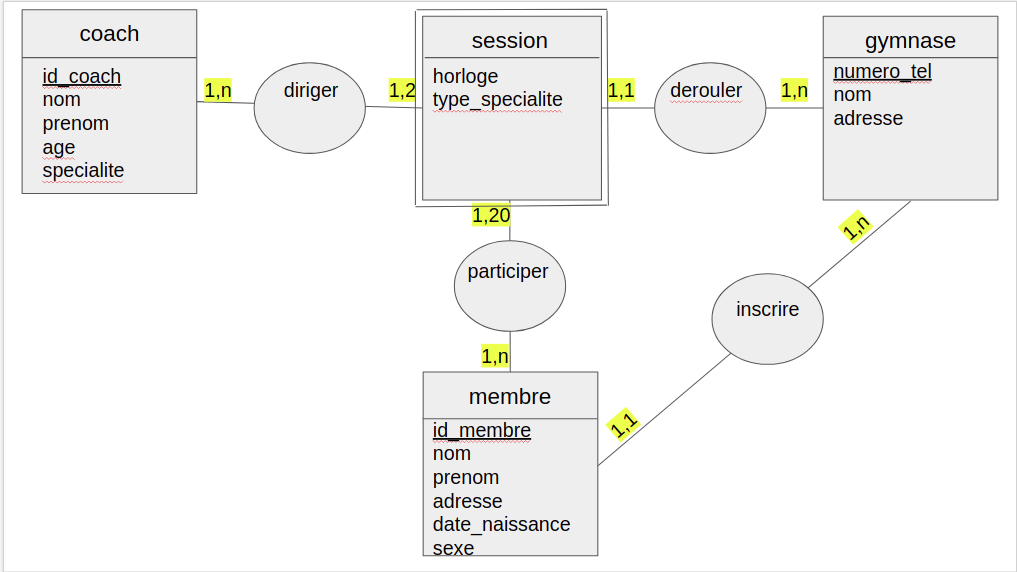 coach
id_coach
nom
prenom
age
specialite
1,n
diriger
1,2
session
horloge
type_specialite
1,1
derouler
1,n
gymnase
numero_tel
nom
adresse
1,20
participer
1,n
1,n
inscrire
1,1
membre
id_membre
nom
prenom
adresse
date_naissance
sexe